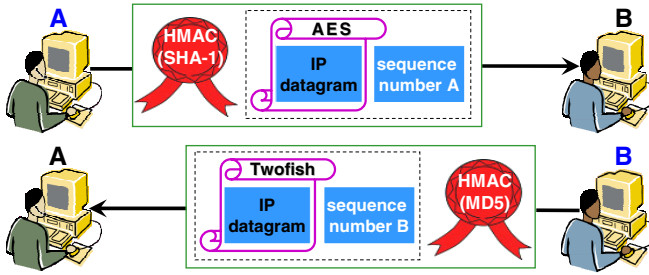 A
B
HMAC
(SHA-1)
AES
IP
datagram
sequence
number A
A
B
Twofish
IP
datagram
sequence
number B
HMAC
(MD5)